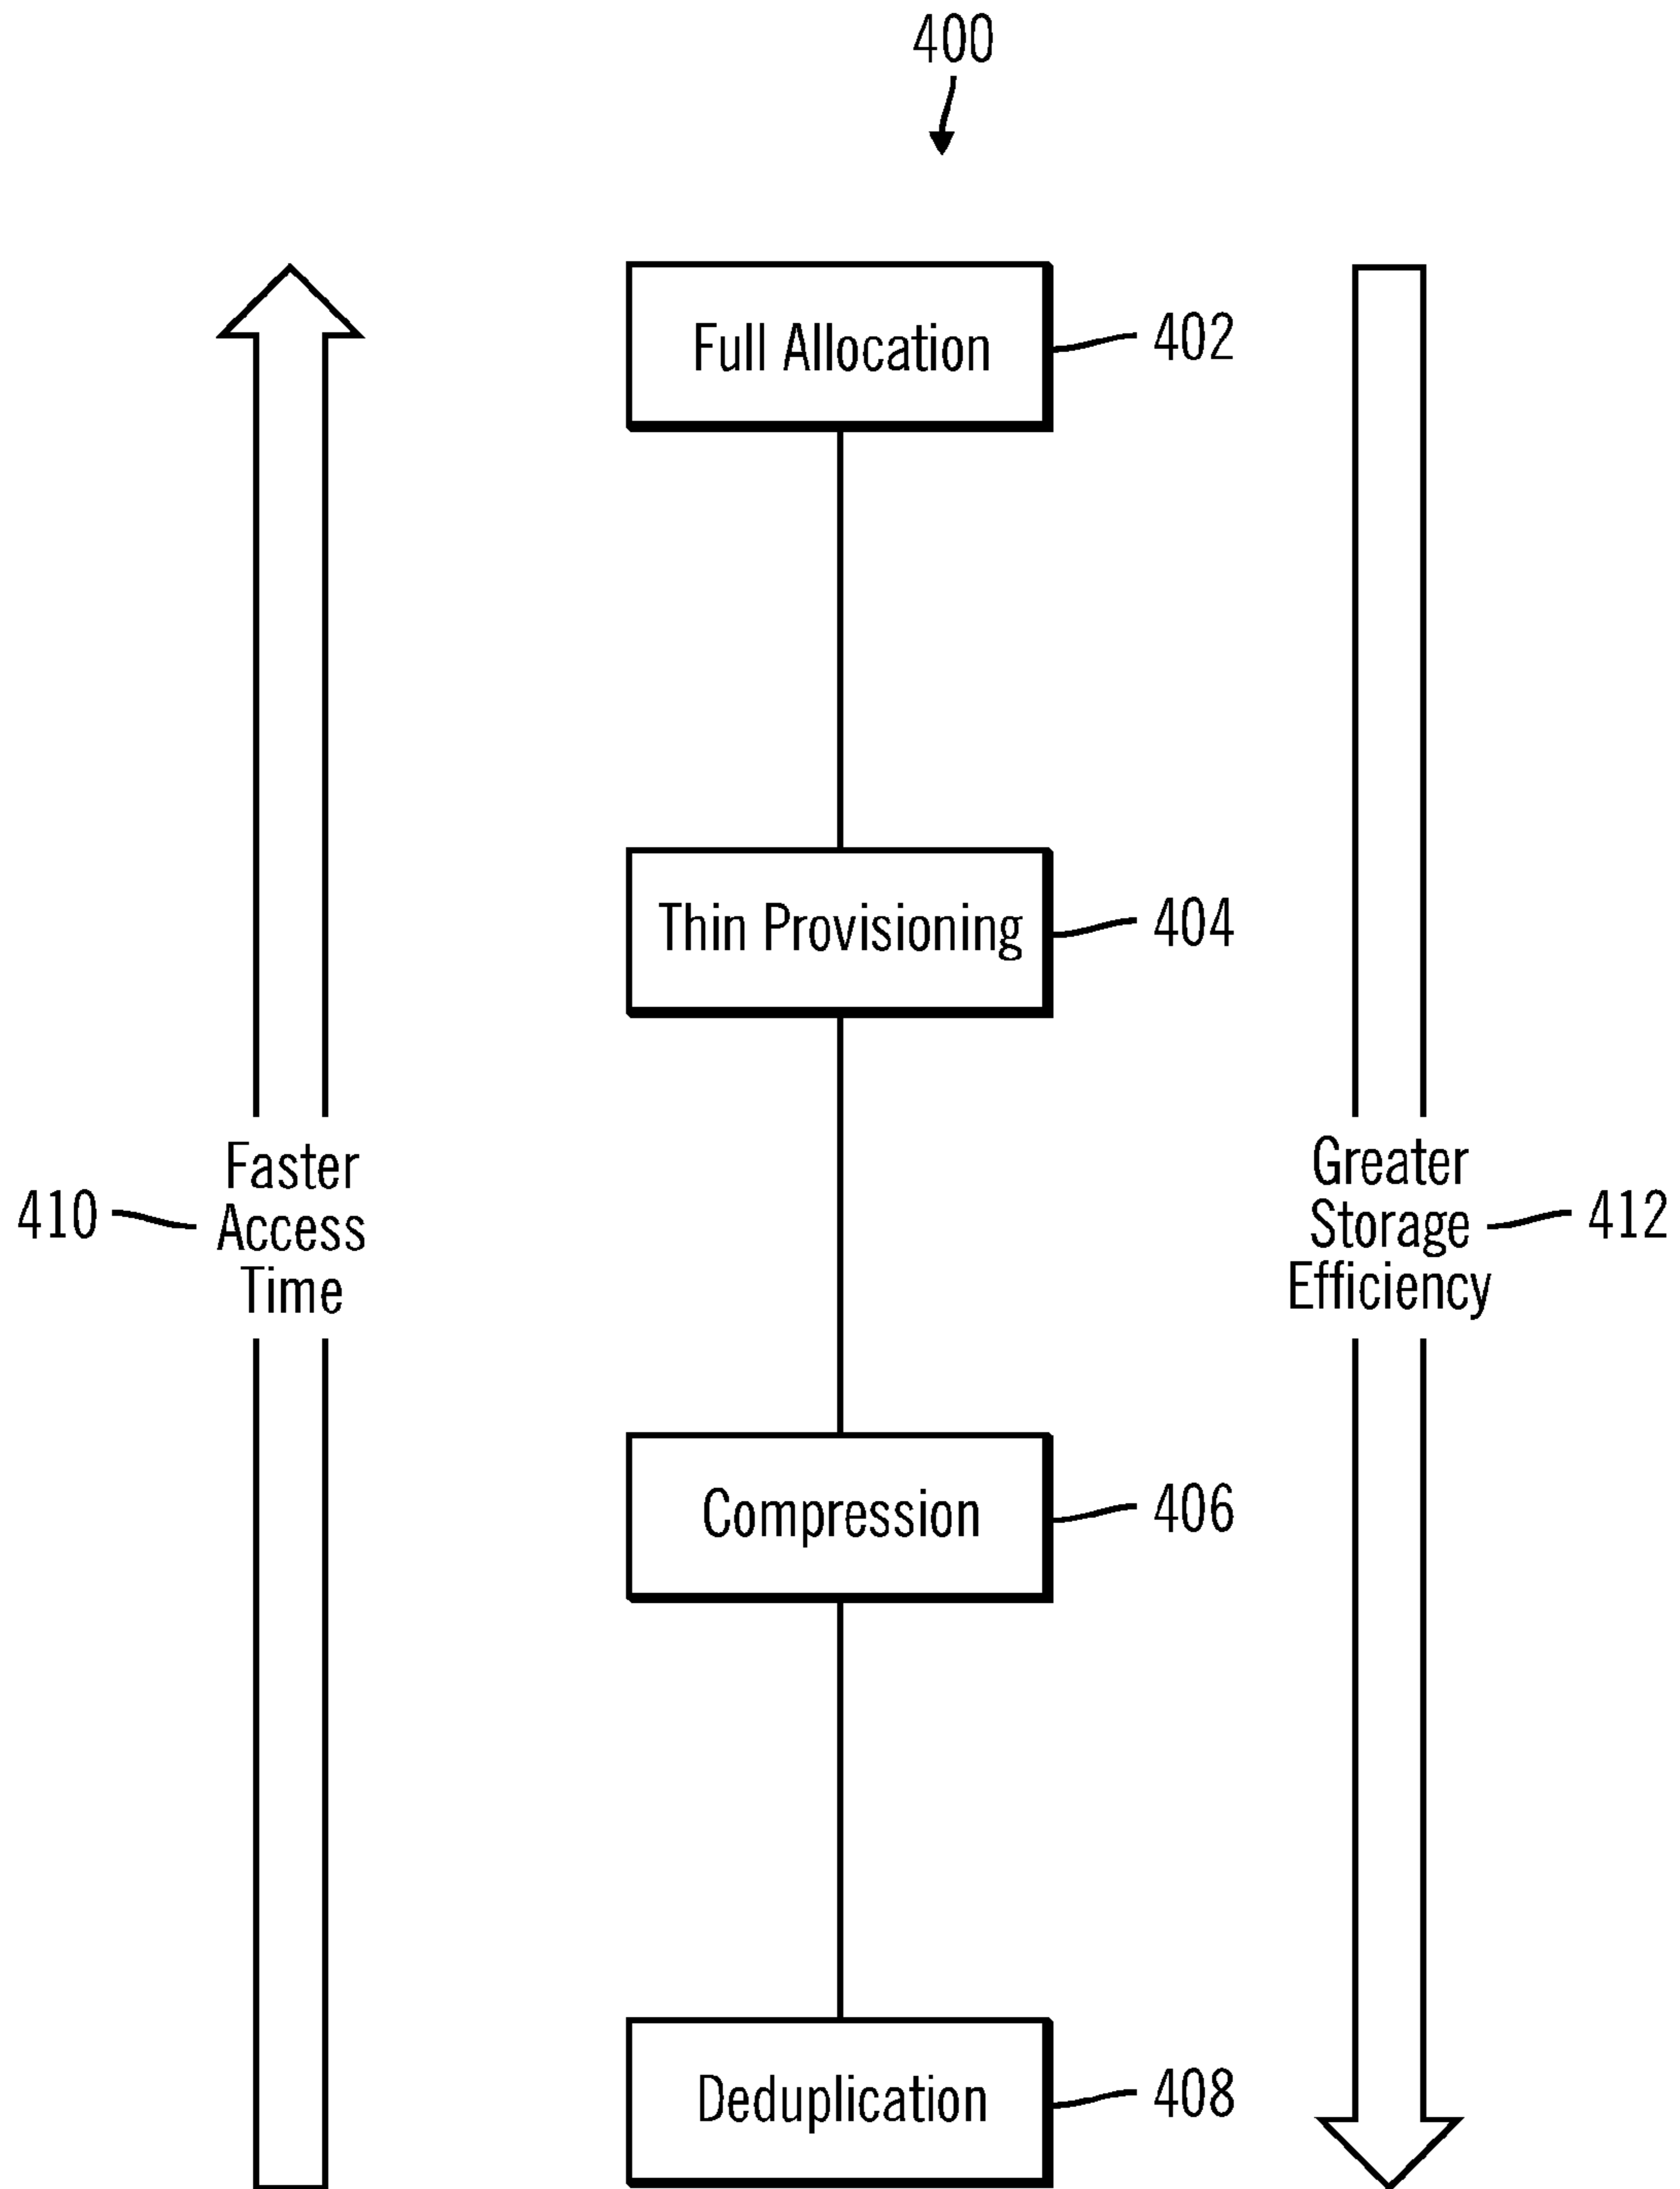 400
Full Allocation
402
Thin Provisioning
404
Faster
Access
Time
410
Greater
Storage
Efficiency
412
Compression
406
Deduplication
408